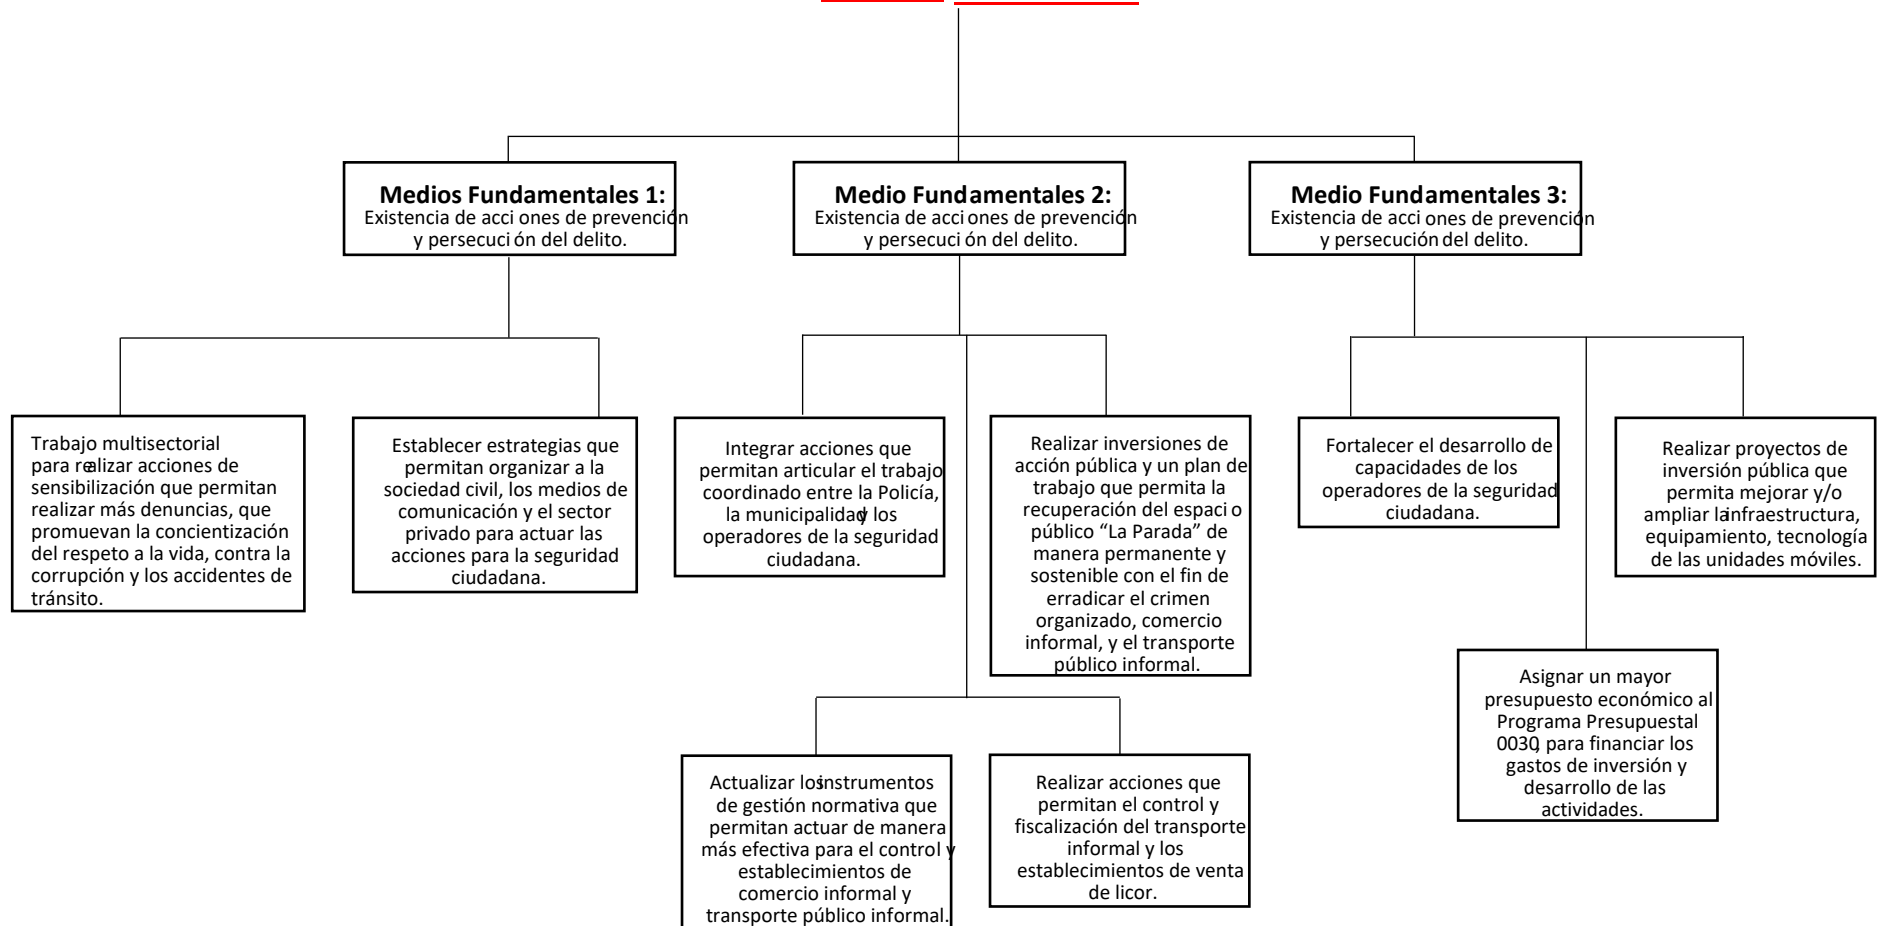 Medios Fundamentales 1:
Existencia de acciones de prevención
y persecución del delito.
Medio Fundamentales 2:
Existencia de acciones de prevención
y persecución del delito.
Medio Fundamentales 3:
Existencia de acciones de prevención
y persecución del delito.
Trabajo multisectorial
para realizar acciones de
sensibilización que permitan
realizar más denuncias, que
promuevan la concientización
del respeto a la vida, contra la
corrupción y los accidentes de
tránsito.
Establecer estrategias que
permitan organizar a la
sociedad civil, los medios de
comunicación y el sector
privado para actuar las
acciones para la seguridad
ciudadana.
Integrar acciones que
permitan articular el trabajo
coordinado entre la Policía,
la municipalidad y los
operadores de la seguridad
ciudadana.
Realizar inversiones de
acción pública y un plan de
trabajo que permita la
recuperación del espacio
público “La Parada” de
manera permanente y
sostenible con el fin de
erradicar el crimen
organizado, comercio
informal, y el transporte
público informal.
Fortalecer el desarrollo de
capacidades de los
operadores de la seguridad
ciudadana.
Realizar proyectos de
inversión pública que
permita mejorar y/o
ampliar la infraestructura,
equipamiento, tecnología
de las unidades móviles.
Asignar un mayor
presupuesto económico al
Programa Presupuestal
0030, para financiar los
gastos de inversión y
desarrollo de las
actividades.
Actualizar los instrumentos
de gestión normativa que
permitan actuar de manera
más efectiva para el control y
establecimientos de
comercio informal y
transporte público informal.
Realizar acciones que
permitan el control y
fiscalización del transporte
informal y los
establecimientos de venta
de licor.